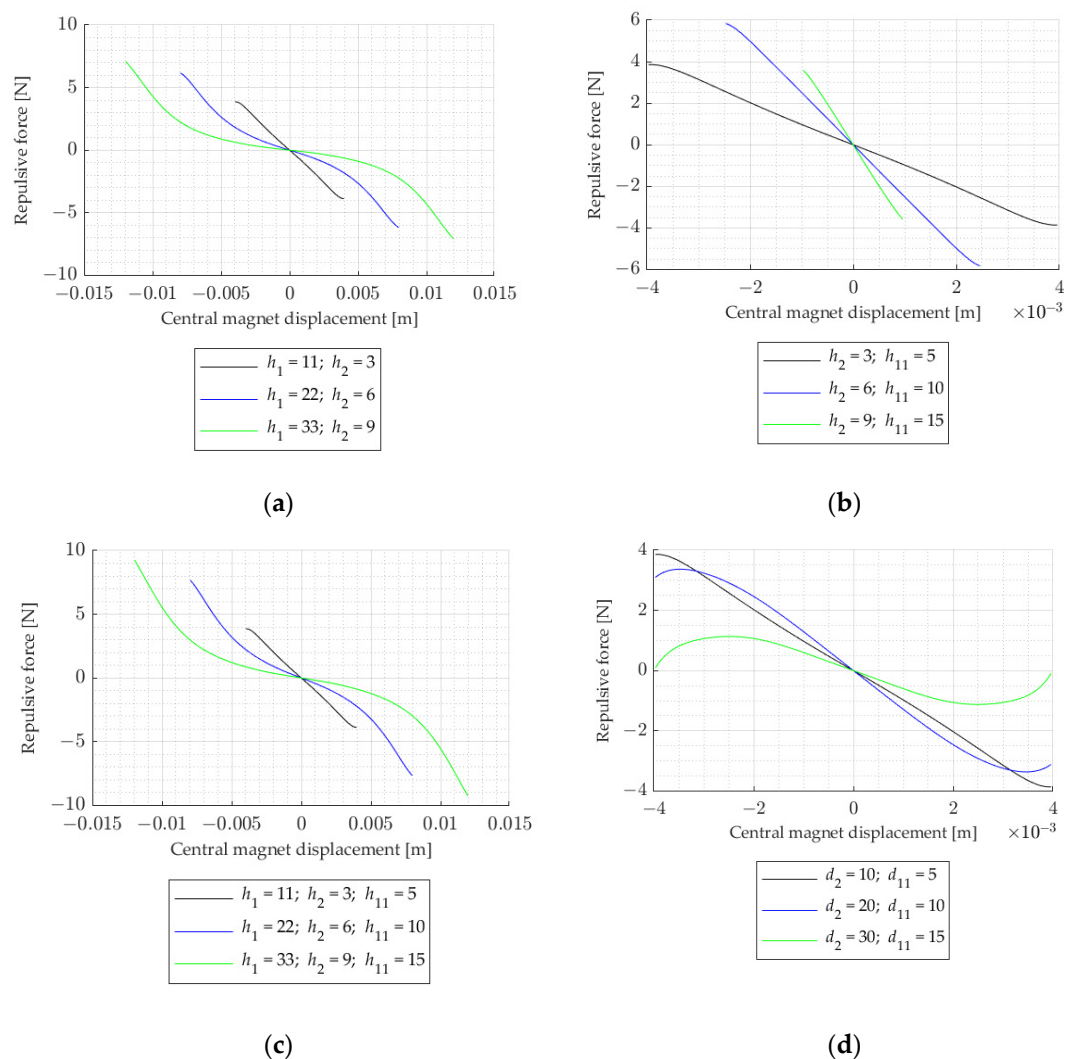 10
5
0
−5
−10
−0.015 −0.01 −0.005 0 0.005 0.01 0.015
Repulsive force [N]
Central magnet displacement [m]
h1 = 11; h2 = 3
h1 = 22; h2 = 6
h1 = 33; h2 = 9
(a)
6
4
2
0
−2
−4
−6
−4 −2 0 2 4
Repulsive force [N]
Central magnet displacement [m] ×10−3
h2 = 3; h11 = 5
h2 = 6; h11 = 10
h2 = 9; h11 = 15
(b)
10
5
0
−5
−10
−0.015 −0.01 −0.005 0 0.005 0.01 0.015
Repulsive force [N]
Central magnet displacement [m]
h1 = 11; h2 = 3; h11 = 5
h1 = 22; h2 = 6; h11 = 10
h1 = 33; h2 = 9; h11 = 15
(c)
4
2
0
−2
−4
−4 −2 0 2 4
Repulsive force [N]
Central magnet displacement [m] ×10−3
d2 = 10; d11 = 5
d2 = 20; d11 = 10
d2 = 30; d11 = 15
(d)